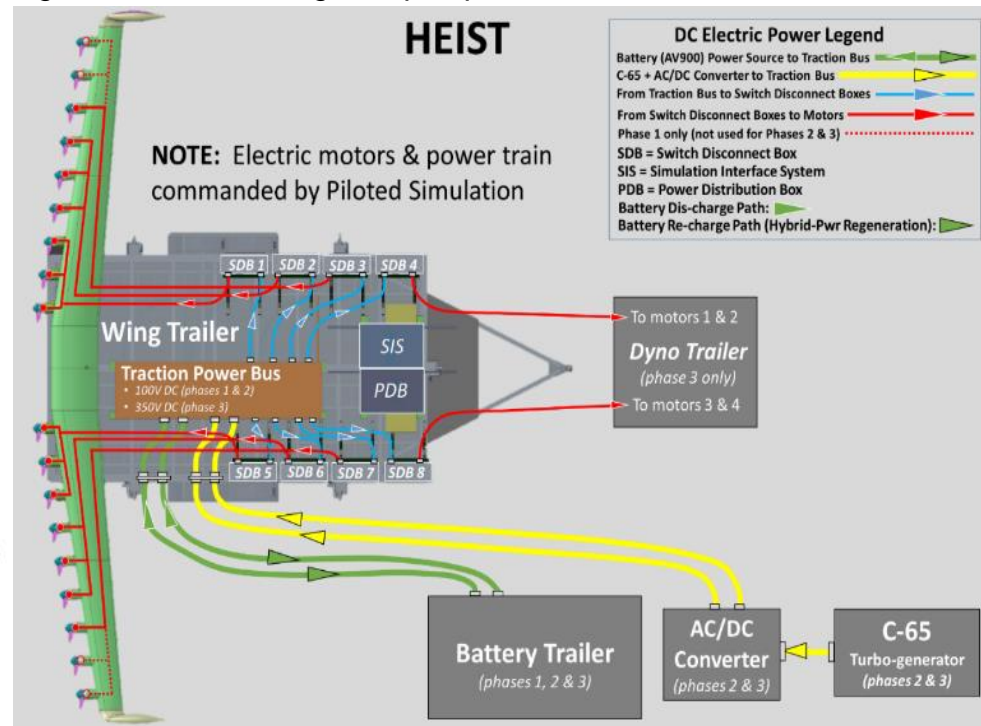 HEIST
DC Electric Power Legend
Battery (AV900) Power Source to Traction Bus
C-65 + AC/DC Converter to Traction Bus
From Traction Bus to Switch Disconnect Boxes
From Switch Disconnect Boxes to Motors
Phase 1 only (not used for Phases 2 & 3)
SDB = Switch Disconnect Box
SIS = Simulation Interface System
PDB = Power Distribution Box
Battery Dis-charge Path:
Battery Re-charge Path (Hybrid-Pwr Regeneration):
NOTE: Electric motors & power train
commanded by Piloted Simulation
SDB 1
SDB 2
SDB 3
SDB 4
Wing Trailer
SIS
PDB
Traction Power Bus
• 100V DC (phases 1 & 2)
• 350V DC (phase 3)
To motors 1 & 2
Dyno Trailer
(phase 3 only)
To motors 3 & 4
SDB 5
SDB 6
SDB 7
SDB 8
Battery Trailer
(phases 1, 2 & 3)
AC/DC
Converter
(phases 2 & 3)
C-65
Turbo-generator
(phases 2 & 3)